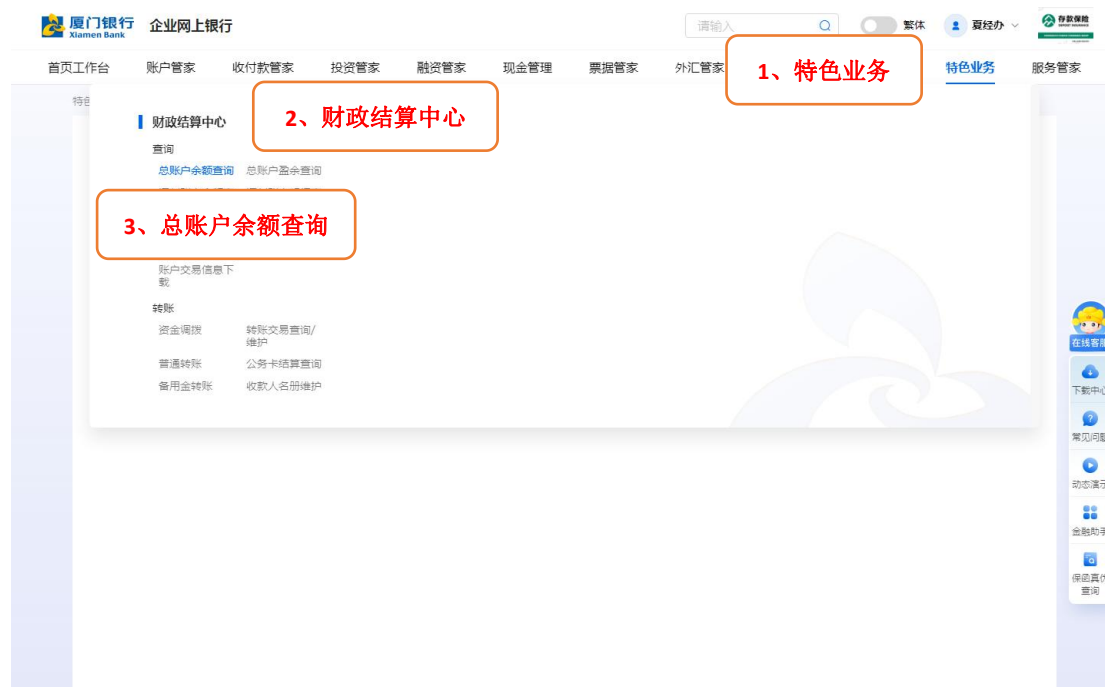 厦门银行 企业网上银行
Xiamen Bank
请输入 繁体 夏经办 存款保险
首页工作台 账户管家 收付款管家 投资管家 融资管家 现金管理 票据管家 外汇管家 1、特色业务 特色业务 服务管家
特色
财政结算中心 2、财政结算中心
查询
总账户余额查询 总账户盈余查询
3、总账户余额查询
账户交易信息下
载
转账
资金调拨 转账交易查询/
维护
普通转账 公务卡结算查询
备用金转账 收款人名册维护
在线客服
下载中心
常见问题
动态演示
金融助手
保函真伪
查询